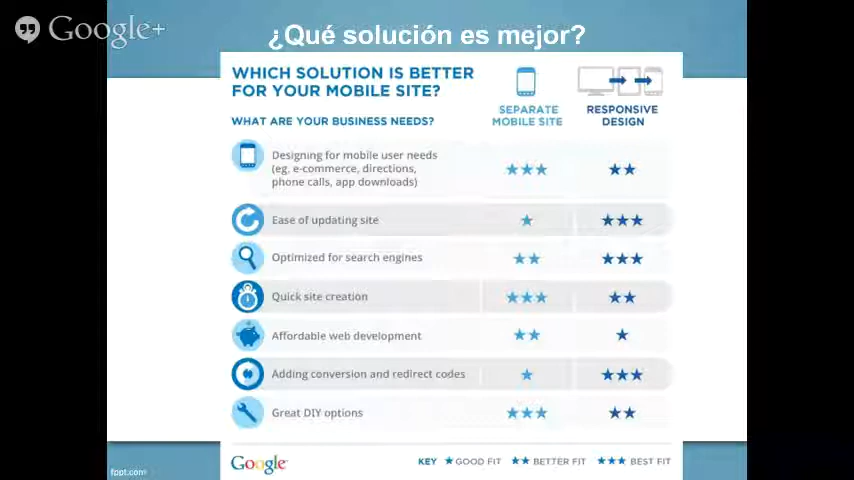 Google+
¿Qué solución es mejor?
WHICH SOLUTION IS BETTER
FOR YOUR MOBILE SITE?
SEPARATE
MOBILE SITE
RESPONSIVE
DESIGN
WHAT ARE YOUR BUSINESS NEEDS?
Designing for mobile user needs
(eg, e-commerce, directions,
phone calls, app downloads)
★★★ ★★
Ease of updating site ★ ★★★
Optimized for search engines ★★ ★★★
Quick site creation ★★★ ★★
Affordable web development ★★ ★
Adding conversion and redirect codes ★ ★★★
Great DIY options ★★★ ★★
Google
KEY ★GOOD FIT ★★ BETTER FIT ★★★ BEST FIT
fppt.com